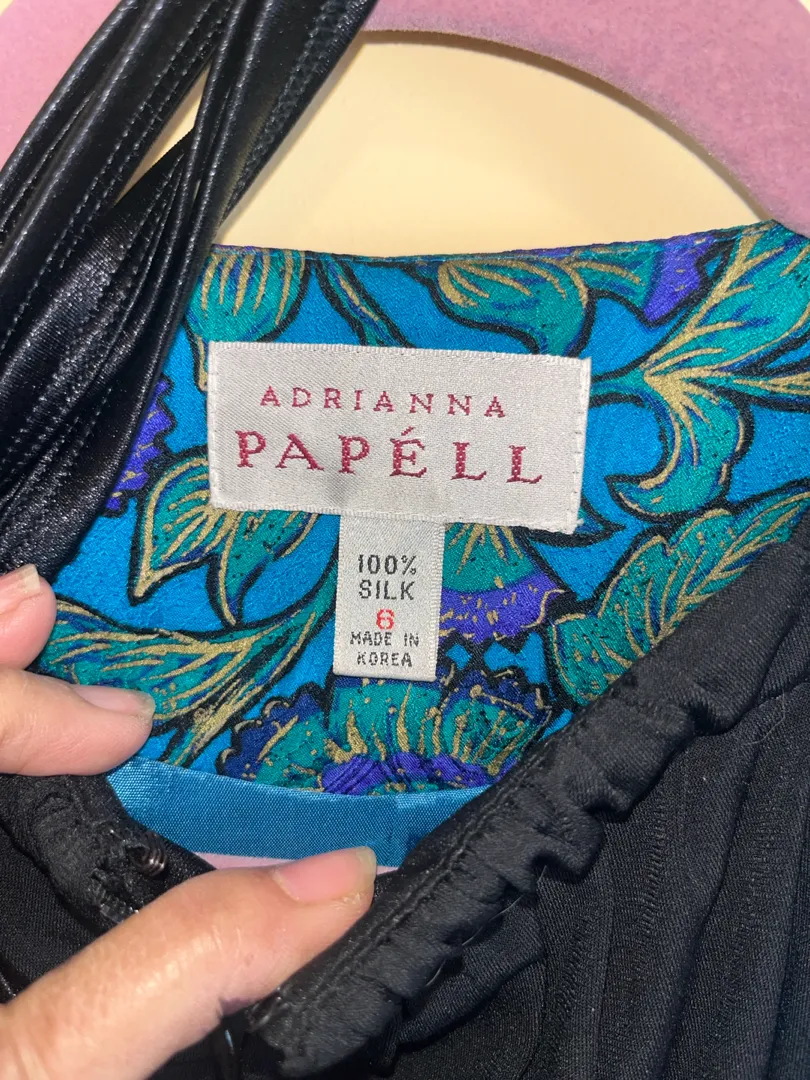 ADRIANNA
PAPÉLL
100%
SILK
6
MADE IN
KOREA